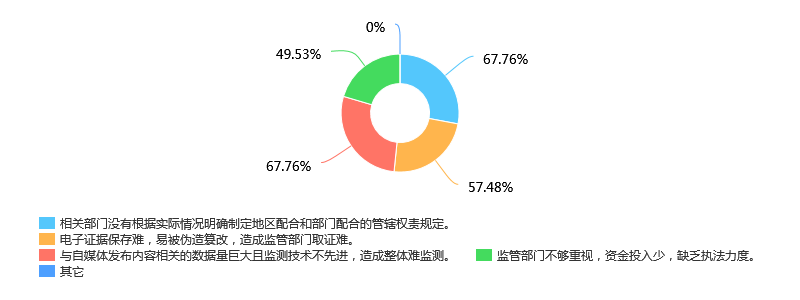 0%
49.53%
67.76%
67.76%
57.48%
相关部门没有根据实际情况明确制定地区配合和部门配合的管辖权责规定。
电子证据保存难，易被伪造篡改，造成监管部门取证难。
与自媒体发布内容相关的数据量巨大且监测技术不先进，造成整体难监测。
监管部门不够重视，资金投入少，缺乏执法力度。
其它